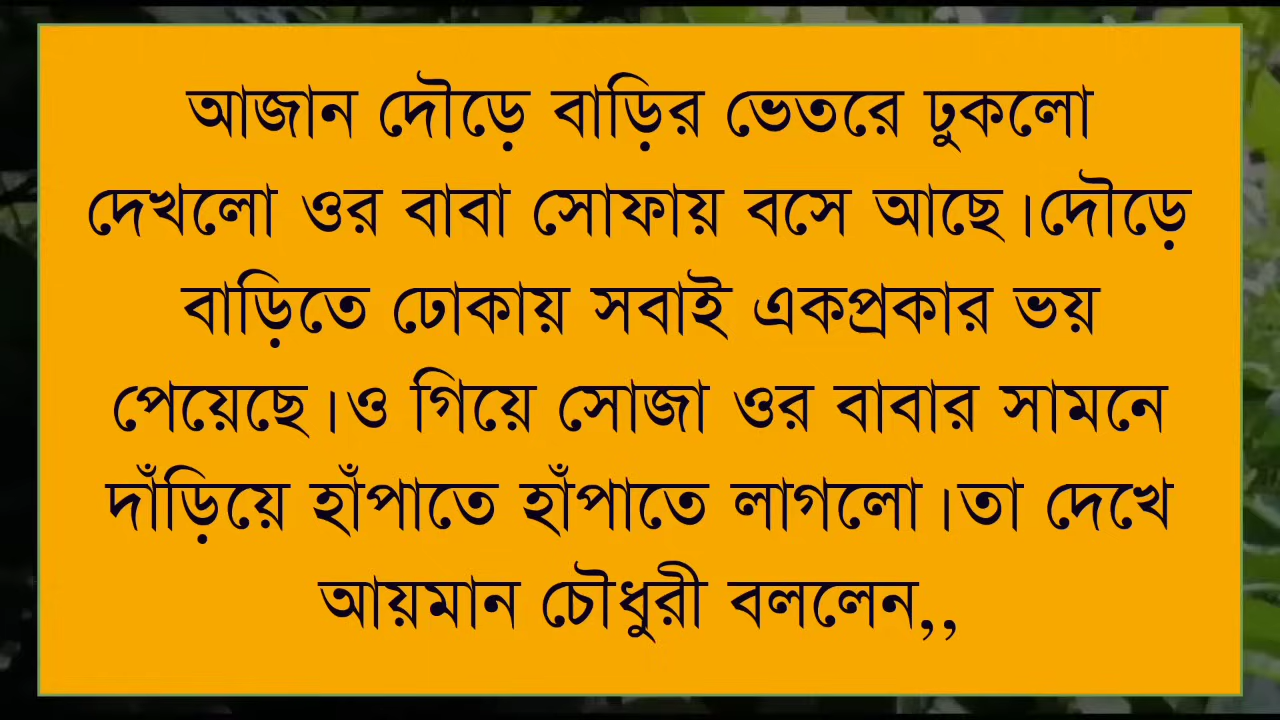 আজান দৌড়ে বাড়ির ভেতরে ঢুকলো
দেখলো ওর বাবা সোফায় বসে আছে।দৌড়ে
বাড়িতে ঢোকায় সবাই একপ্রকার ভয়
পেয়েছে।ও গিয়ে সোজা ওর বাবার সামনে
দাঁড়িয়ে হাঁপাতে হাঁপাতে লাগলো।তা দেখে
আয়মান চৌধুরী বললেন,,